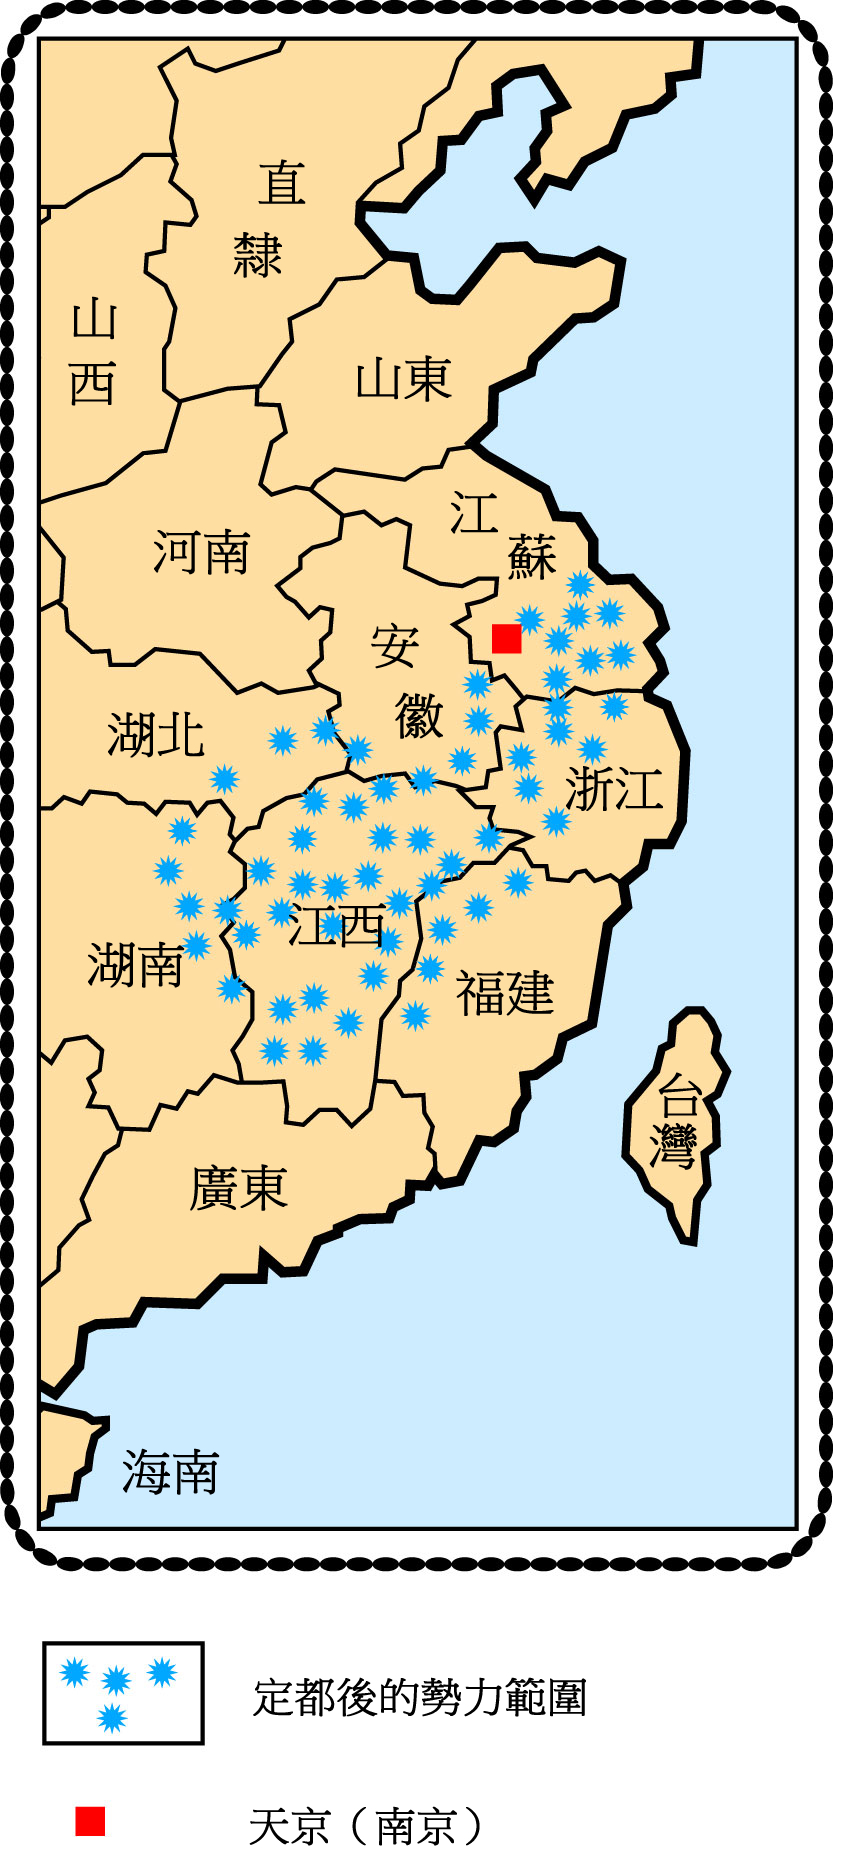 直隸
山西
山東
江蘇
河南
安徽
湖北
浙江
江西
湖南
福建
台灣
廣東
海南
定都後的勢力範圍
天京（南京）